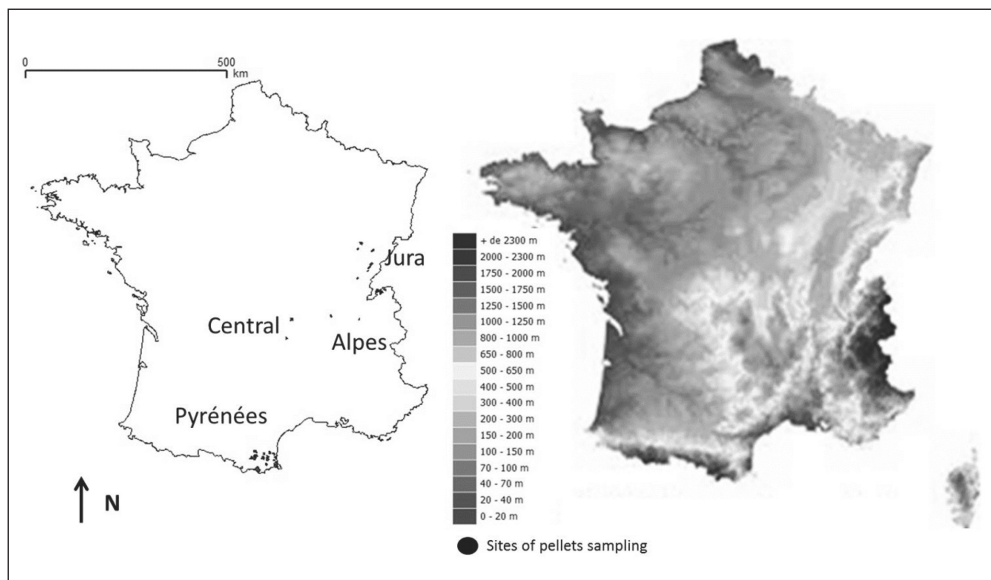 0
500
km
Jura
Central
Alpes
Pyrénées
N
+ de 2300 m
2000 - 2300 m
1750 - 2000 m
1500 - 1750 m
1250 - 1500 m
1000 - 1250 m
800 - 1000 m
650 - 800 m
500 - 650 m
400 - 500 m
300 - 400 m
200 - 300 m
150 - 200 m
100 - 150 m
70 - 100 m
40 - 70 m
20 - 40 m
0 - 20 m
Sites of pellets sampling